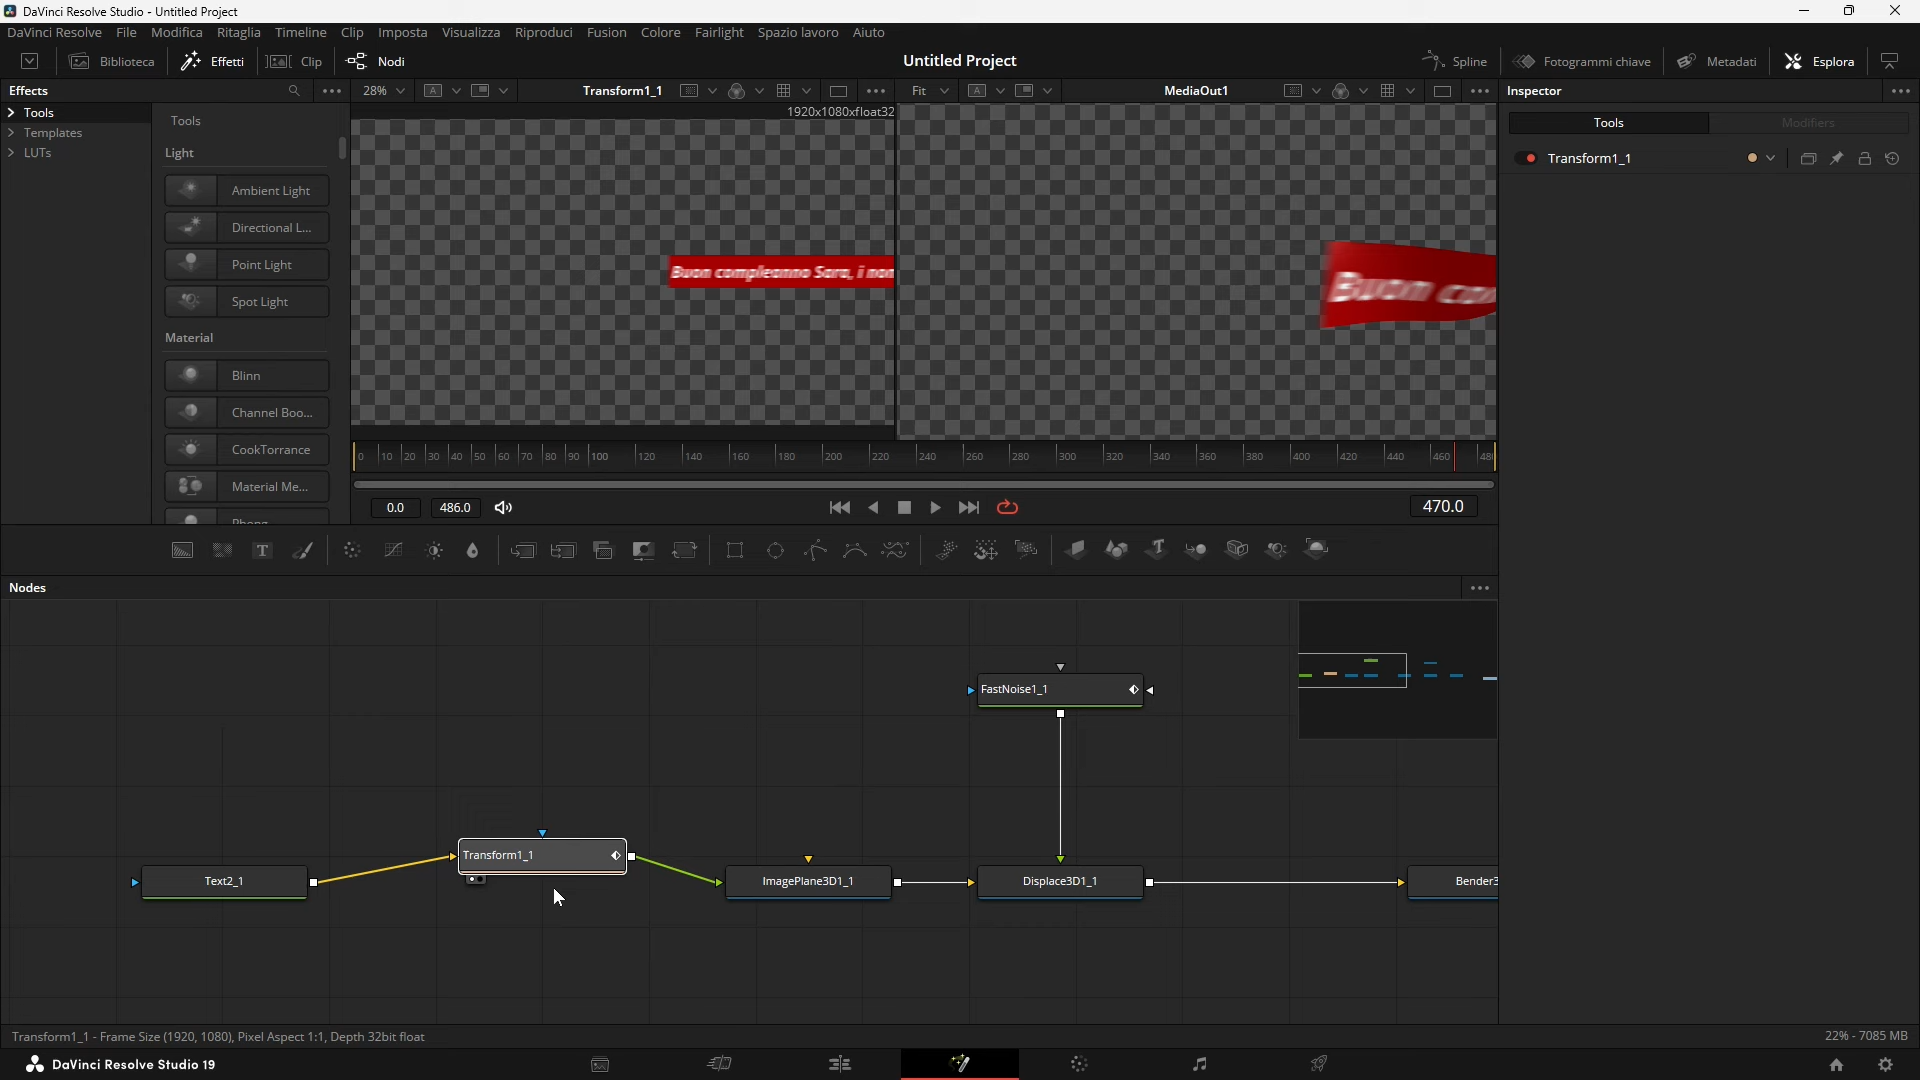 DaVinci Resolve Studio - Untitled Project
DaVinci Resolve File Modifica Ritaglia Timeline Clip Imposta Visualizza Riproduci Fusion Colore Fairlight Spazio lavoro Aiuto
Biblioteca Effetti Clip Nodi Untitled Project Spline Fotogrammi chiave Metadati Esplora
Effects 28% Transform1_1 Fit MediaOut1 Inspector
Tools
Templates
LUTs
Tools
Light
Ambient Light
Directional L...
Point Light
Spot Light
Material
Blinn
Channel Boo...
CookTorrance
Material Me...
Phong
1920x1080xfloat32
Buon compleanno Sara, i non
Buon com
Tools Modifiers
Transform1_1
0 10 20 30 40 50 60 70 80 90 100 120 140 160 180 200 220 240 260 280 300 320 340 360 380 400 420 440 460 480
0.0 486.0 470.0
Nodes
FastNoise1_1
Transform1_1
Text2_1 ImagePlane3D1_1 Displace3D1_1 Bender3
Transform1_1 - Frame Size (1920, 1080), Pixel Aspect 1:1, Depth 32bit float 22% - 7085 MB
DaVinci Resolve Studio 19